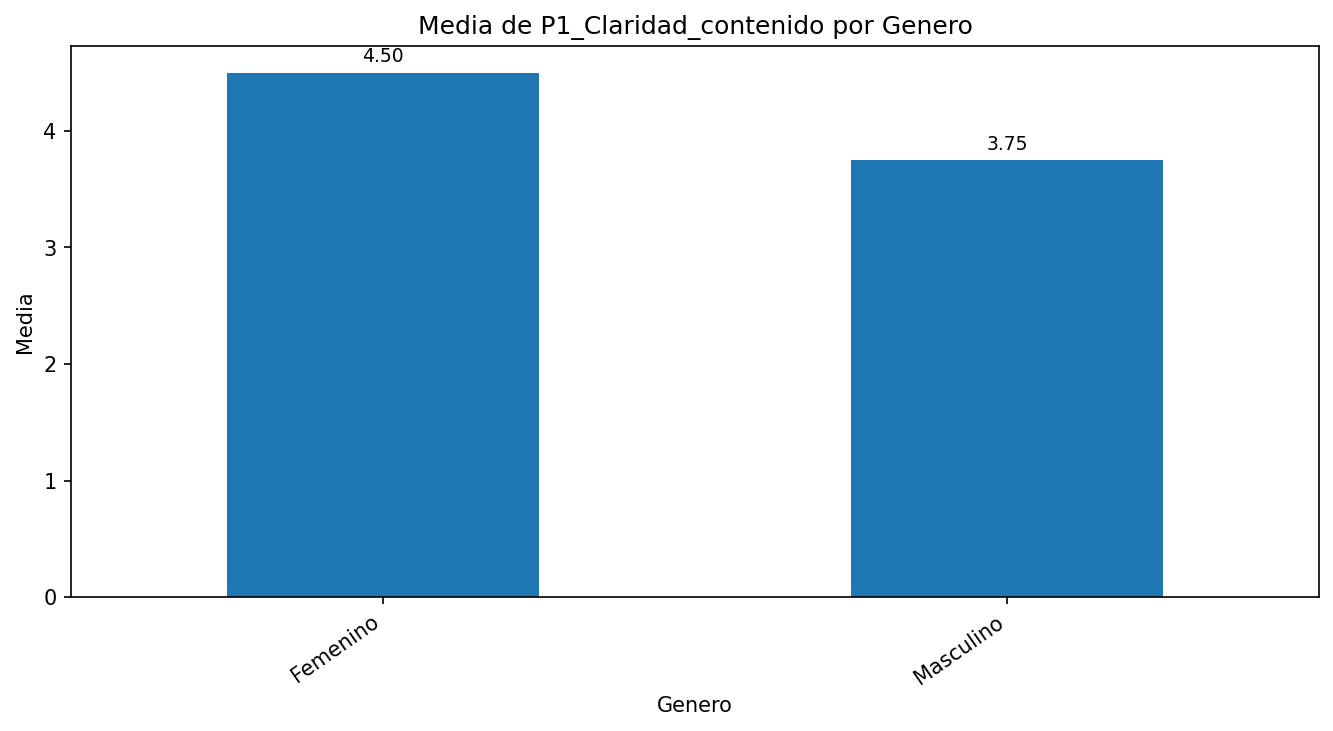 Media de P1_Claridad_contenido por Genero
4.50
3.75
4
3
2
1
0
Media
Femenino
Masculino
Genero